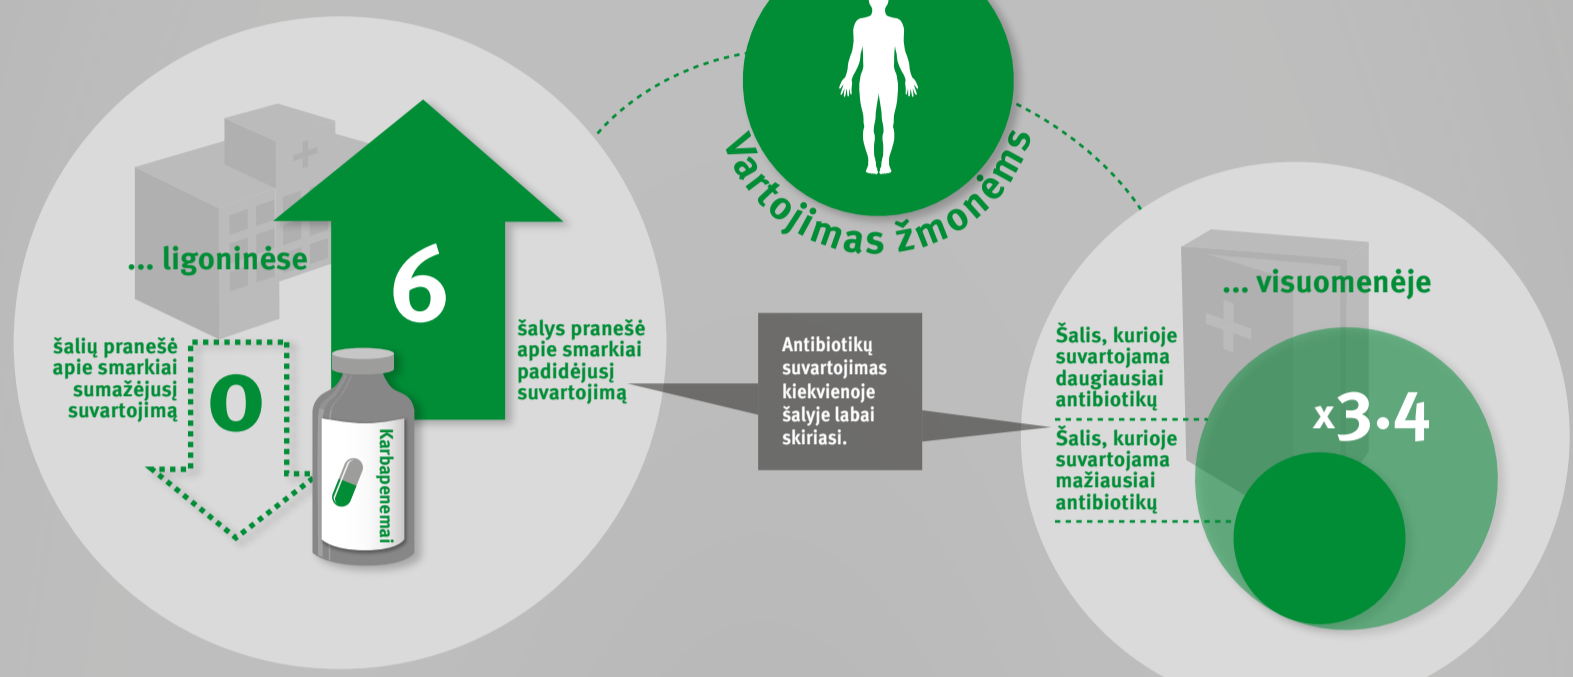 Vartojimas žmonėms
... ligoninėse
6
šalys pranešė
apie smarkiai
padidėjusį
suvartojimą
šalių pranešė
apie smarkiai
sumažėjusį
suvartojimą
0
Karbapenemai
Antibiotikų
suvartojimas
kiekvienoje
šalyje labai
skiriasi.
... visuomenėje
Šalis, kurioje
suvartojama
daugiausiai
antibiotikų
x3.4
Šalis, kurioje
suvartojama
mažiausiai
antibiotikų